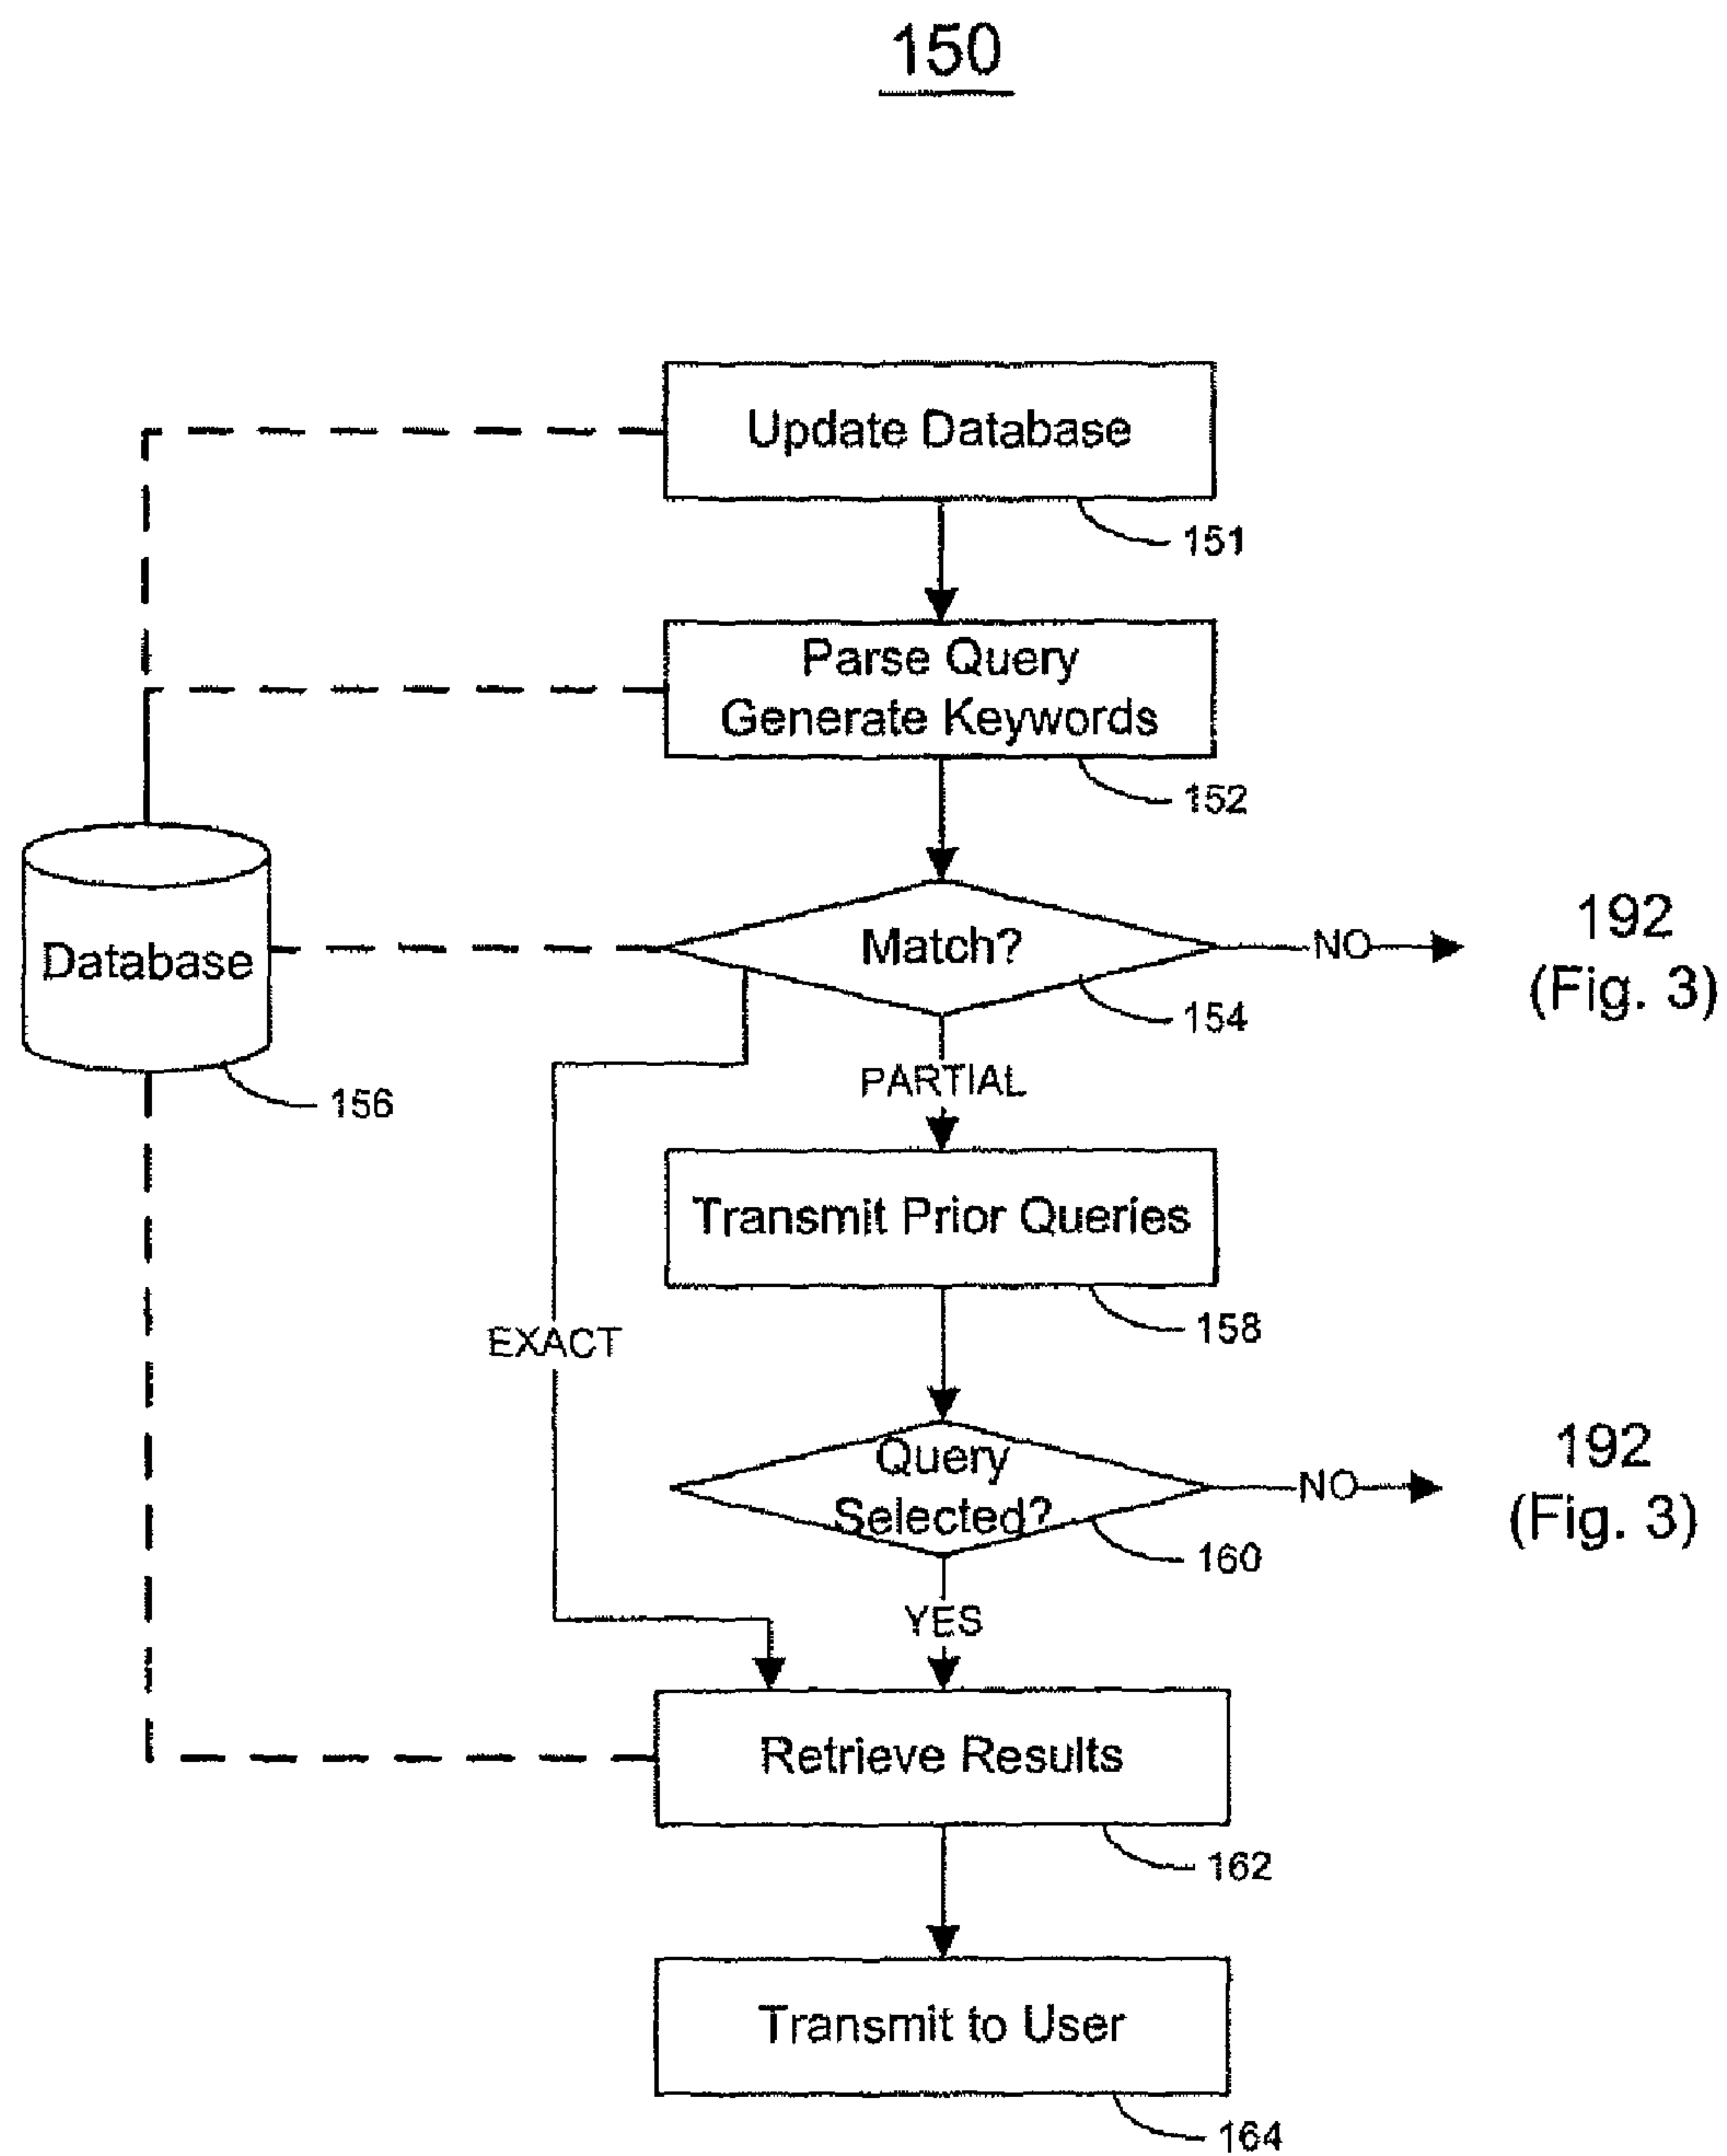 150
Update Database
151
Parse Query
Generate Keywords
152
Database
156
Match?
154
NO
192
(Fig. 3)
PARTIAL
EXACT
Transmit Prior Queries
158
Query
Selected?
160
NO
192
(Fig. 3)
YES
Retrieve Results
162
Transmit to User
164